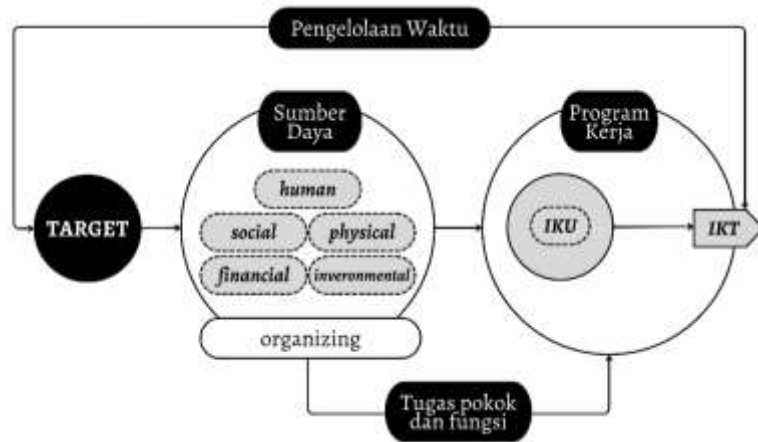 Pengelolaan Waktu
Sumber
Daya
Program
Kerja
human
TARGET
social
physical
IKU
IKT
financial
inveronmental
organizing
Tugas pokok
dan fungsi